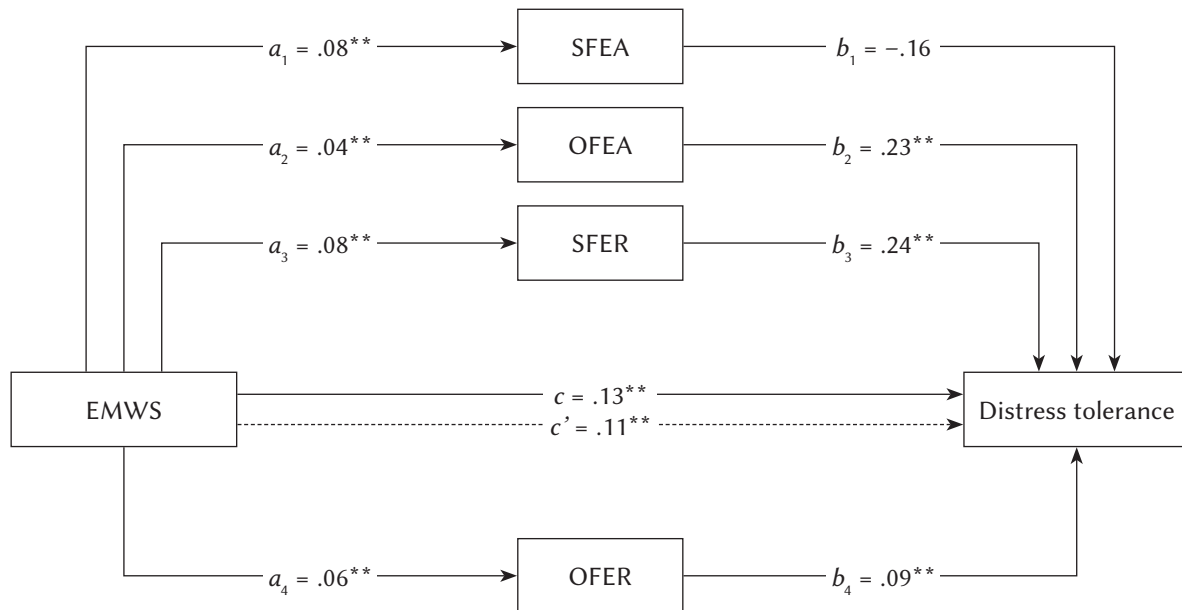 a1 = .08** SFEA b1 = −.16
a2 = .04** OFEA b2 = .23**
a3 = .08** SFER b3 = .24**
EMWS
c = .13**
c’ = .11**
Distress tolerance
a4 = .06** OFER b4 = .09**